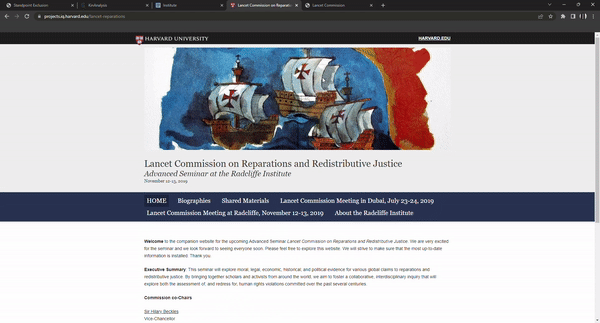 Standpoint Exclusion
KinAnalysis
Institute
Lancet Commission on Reparations
Lancet Commission
projects.iq.harvard.edu/lancet-reparations
HARVARD UNIVERSITY
HARVARD.EDU
Lancet Commission on Reparations and Redistributive Justice
Advanced Seminar at the Radcliffe Institute
November 12-13, 2019
HOME Biographies Shared Materials Lancet Commission Meeting in Dubai, July 23-24, 2019
Lancet Commission Meeting at Radcliffe, November 12-13, 2019 About the Radcliffe Institute
Welcome to the companion website for the upcoming Advanced Seminar Lancet Commission on Reparations and Redistributive Justice. We are very excited
for the seminar and we look forward to seeing everyone soon. Please feel free to explore this website. We will strive to make sure that the most up-to-date
information is installed. Thank you.
Executive Summary. This seminar will explore moral, legal, economic, historical, and political evidence for various global claims to reparations and
redistributive justice. By bringing together scholars and activists from around the world, we aim to foster a collaborative, interdisciplinary inquiry that will
explore both the assessment of, and redress for, human rights violations committed over the past several centuries.
Commission co-Chairs
Sir Hilary Beckles
Vice-Chancellor